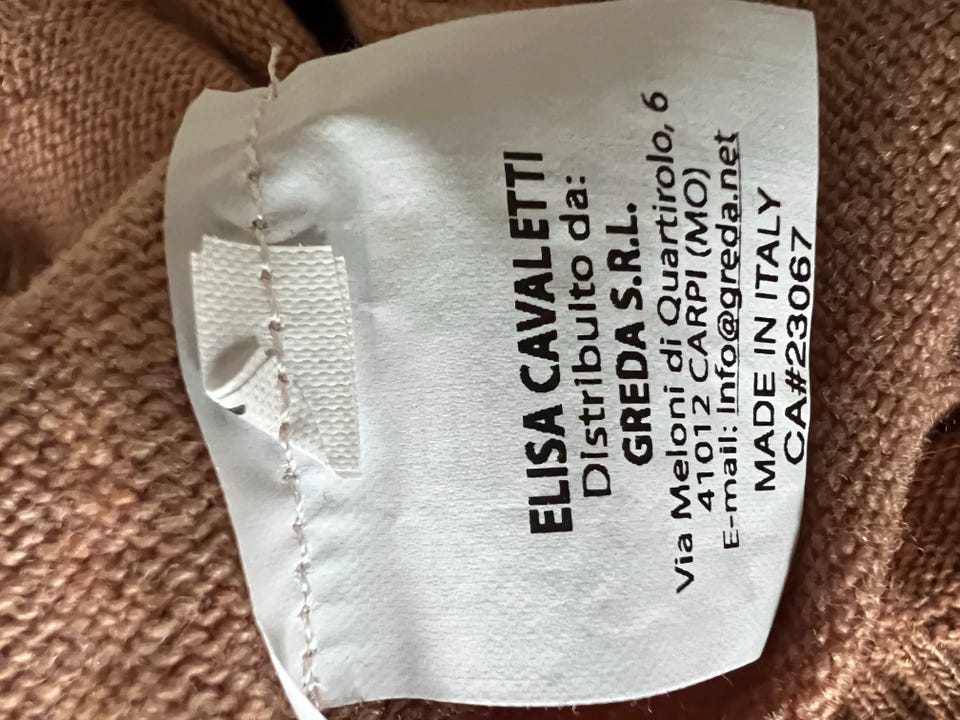 ELISA CAVALETTI
Distribuito da:
GREDA S.R.L.
Via Meloni di Quartirolo, 6
41012 CARPI (MO)
E-mail: Info@greda.net
MADE IN ITALY
CA#23067